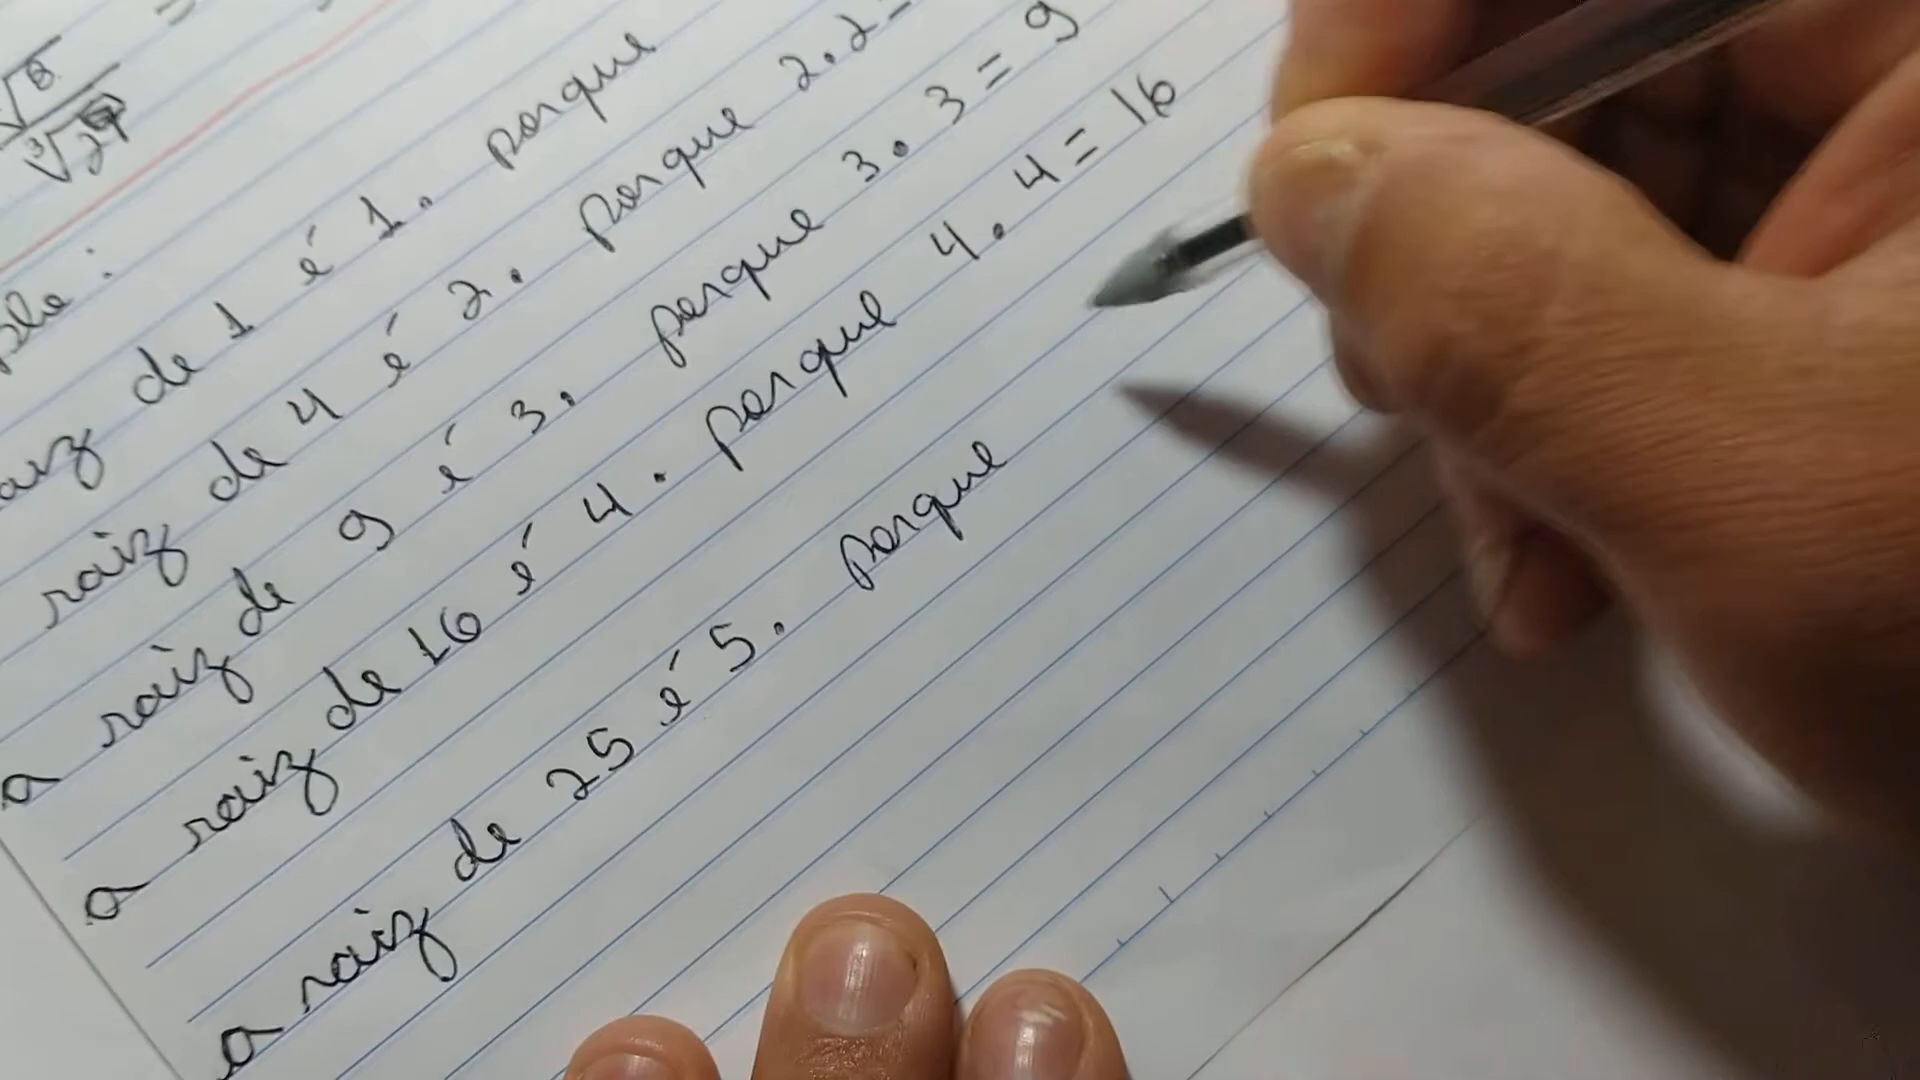 √8
∛27
:
raiz de 1 é 1. porque
raiz de 4 é 2. porque 2.2=
a raiz de 9 é 3. porque 3.3=9
a raiz de 16 é 4. porque 4.4=16
a raiz de 25 é 5. porque